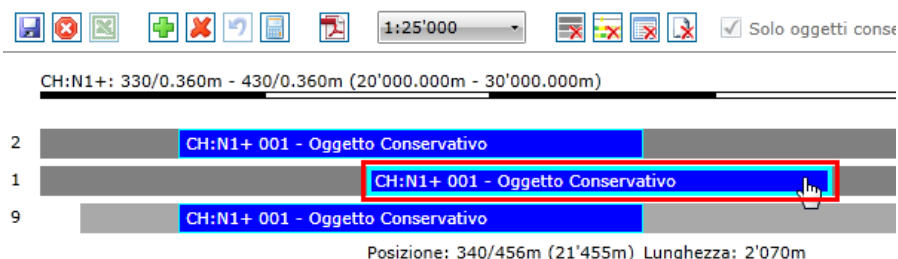 1:25'000
Solo oggetti conse
CH:N1+: 330/0.360m - 430/0.360m (20'000.000m - 30'000.000m)
2 CH:N1+ 001 - Oggetto Conservativo
1 CH:N1+ 001 - Oggetto Conservativo
9 CH:N1+ 001 - Oggetto Conservativo
Posizione: 340/456m (21'455m) Lunghezza: 2'070m